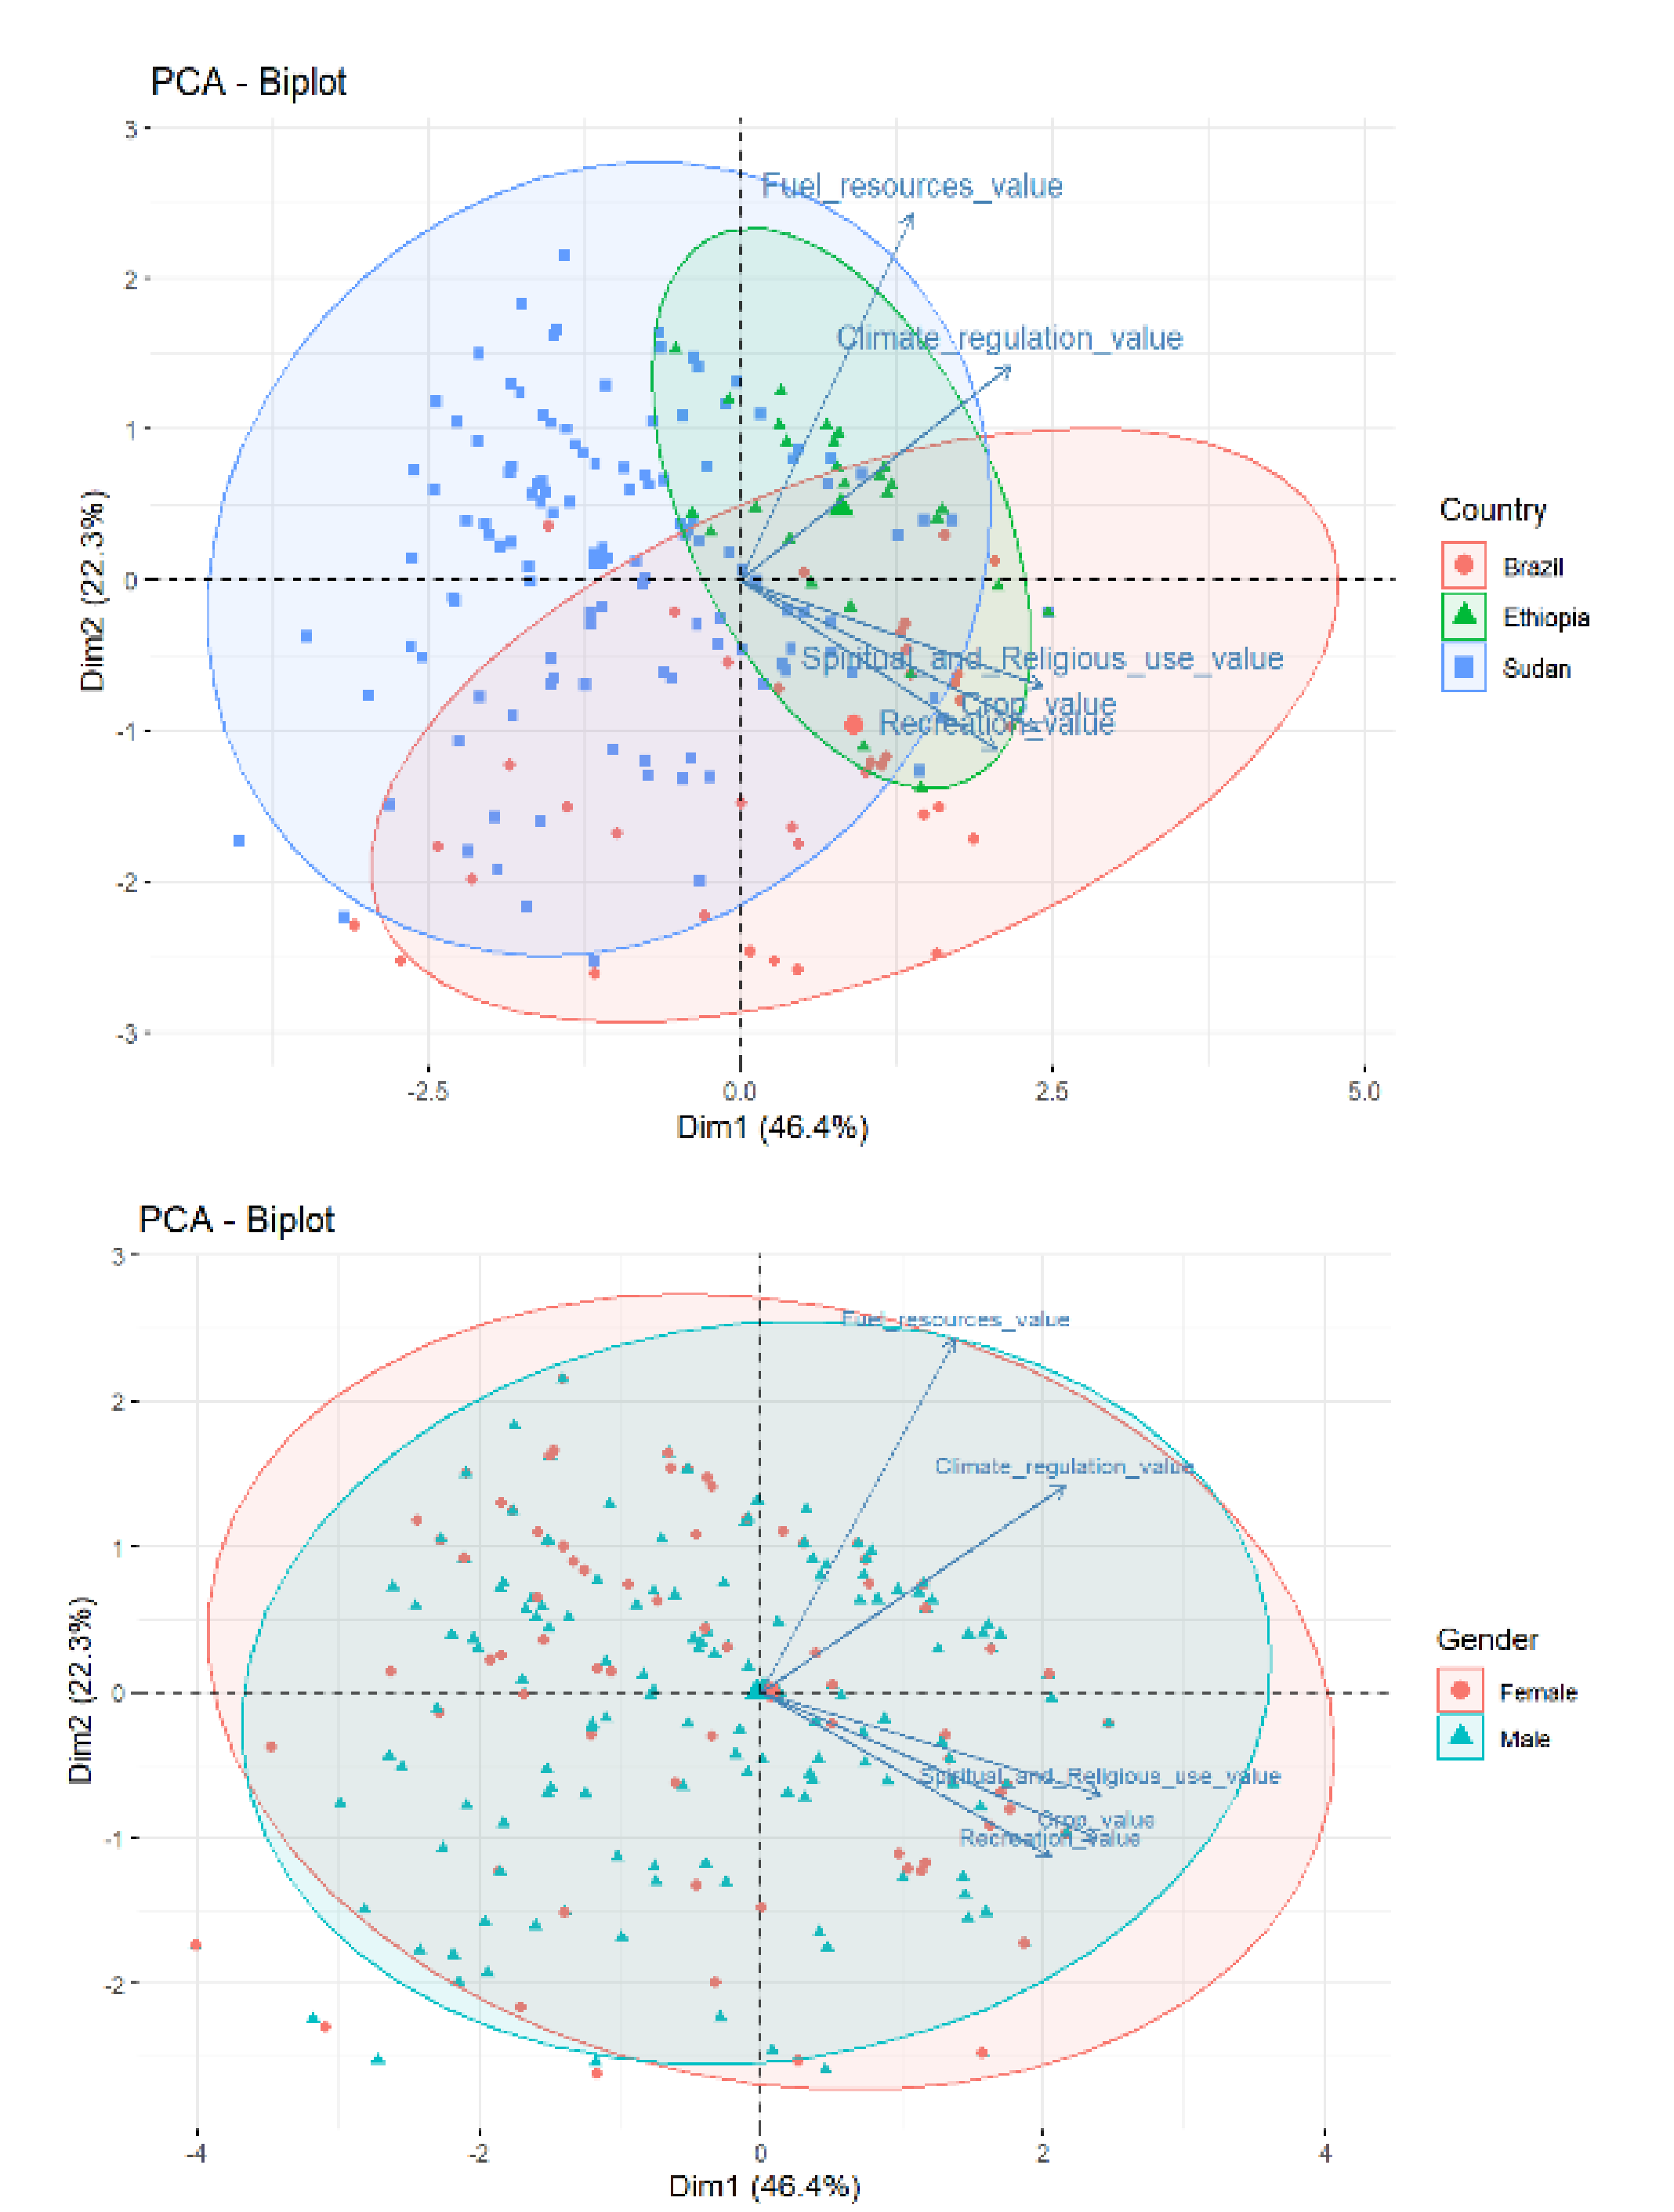 PCA - Biplot
3
2
1
0
-1
-2
-3
Dim2 (22.3%)
Fuel_resources_value
Climate_regulation_value
Spiritual_and_Religious_use_value
Crop_value
Recreation_value
-2.5 0.0 2.5 5.0
Dim1 (46.4%)
Country
Brazil
Ethiopia
Sudan
PCA - Biplot
3
2
1
0
-1
-2
Dim2 (22.3%)
Fuel_resources_value
Climate_regulation_value
Spiritual_and_Religious_use_value
Crop_value
Recreation_value
-4 -2 0 2 4
Dim1 (46.4%)
Gender
Female
Male